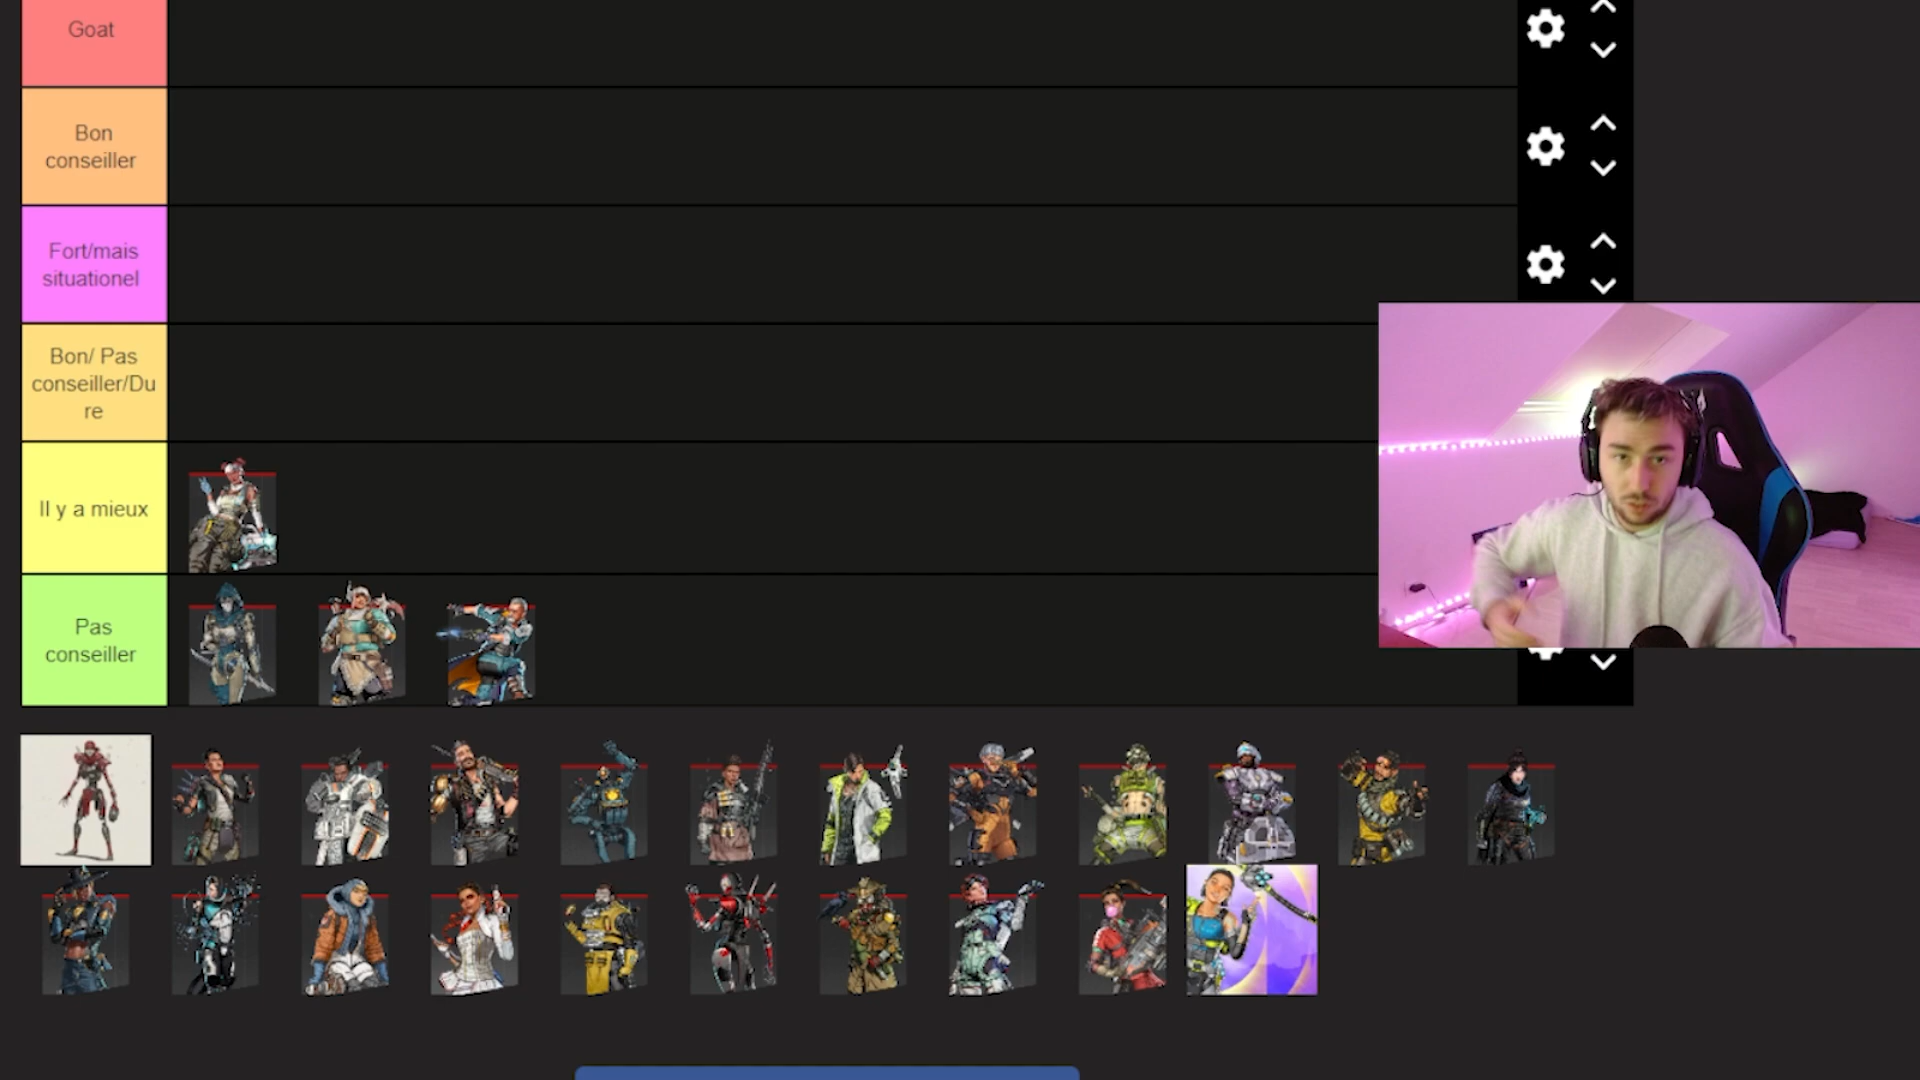 Goat
Bon
conseiller
Fort/mais
situationel
Bon/ Pas
conseiller/Du
re
Il y a mieux
Pas
conseiller